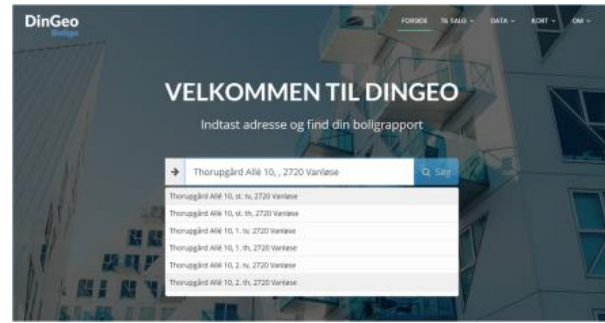 DinGeo
Boliga
FORSIDE TIL SALG DATA KORT OM
VELKOMMEN TIL DINGEO
Indtast adresse og find din boligrapport
Thorupgård Allé 10, , 2720 Vanløse Søg
Thorupgård Allé 10, st. tv, 2720 Vanløse
Thorupgård Allé 10, st. th, 2720 Vanløse
Thorupgård Allé 10, 1. tv, 2720 Vanløse
Thorupgård Allé 10, 1. th, 2720 Vanløse
Thorupgård Allé 10, 2. tv, 2720 Vanløse
Thorupgård Allé 10, 2. th, 2720 Vanløse